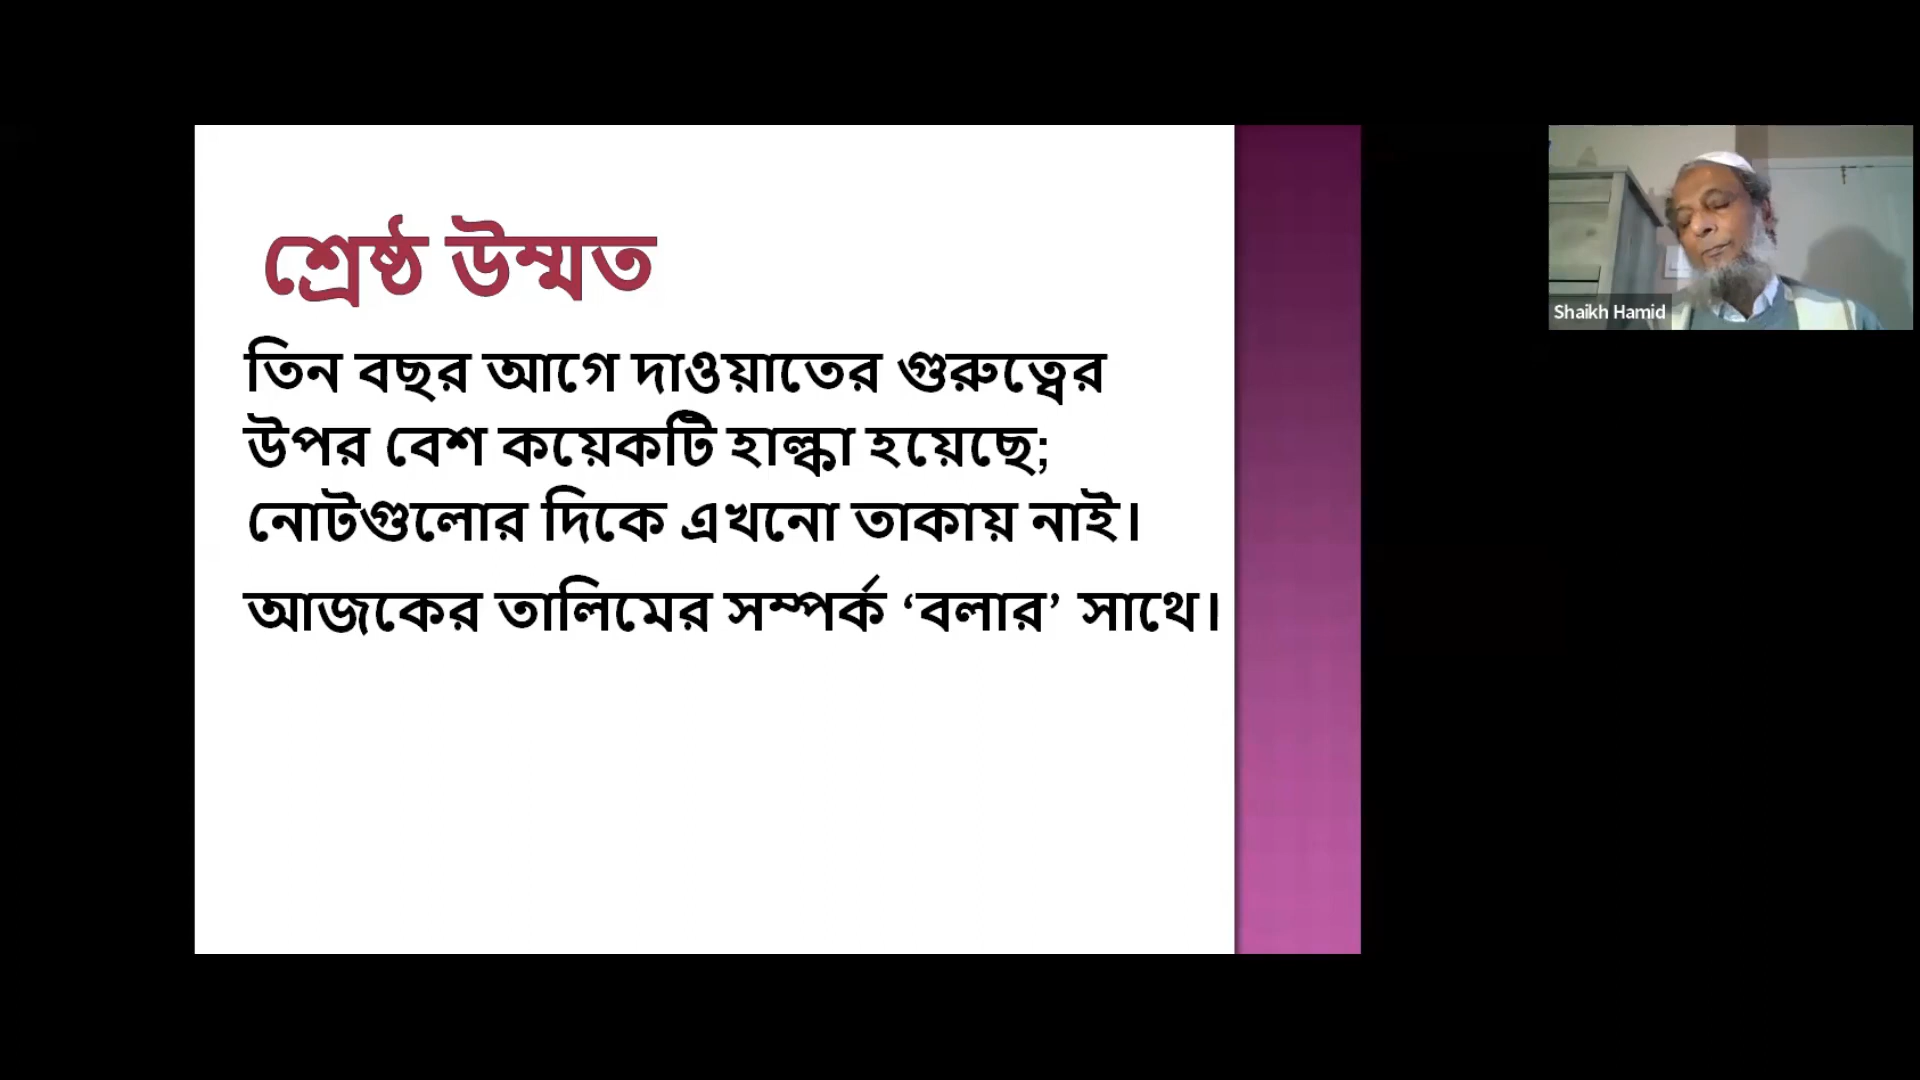 শ্রেষ্ঠ উম্মত
তিন বছর আগে দাওয়াতের গুরুত্বের
উপর বেশ কয়েকটি হাল্কা হয়েছে;
নোটগুলোর দিকে এখনো তাকায় নাই।
আজকের তালিমের সম্পর্ক ‘বলার’ সাথে।
Shaikh Hamid